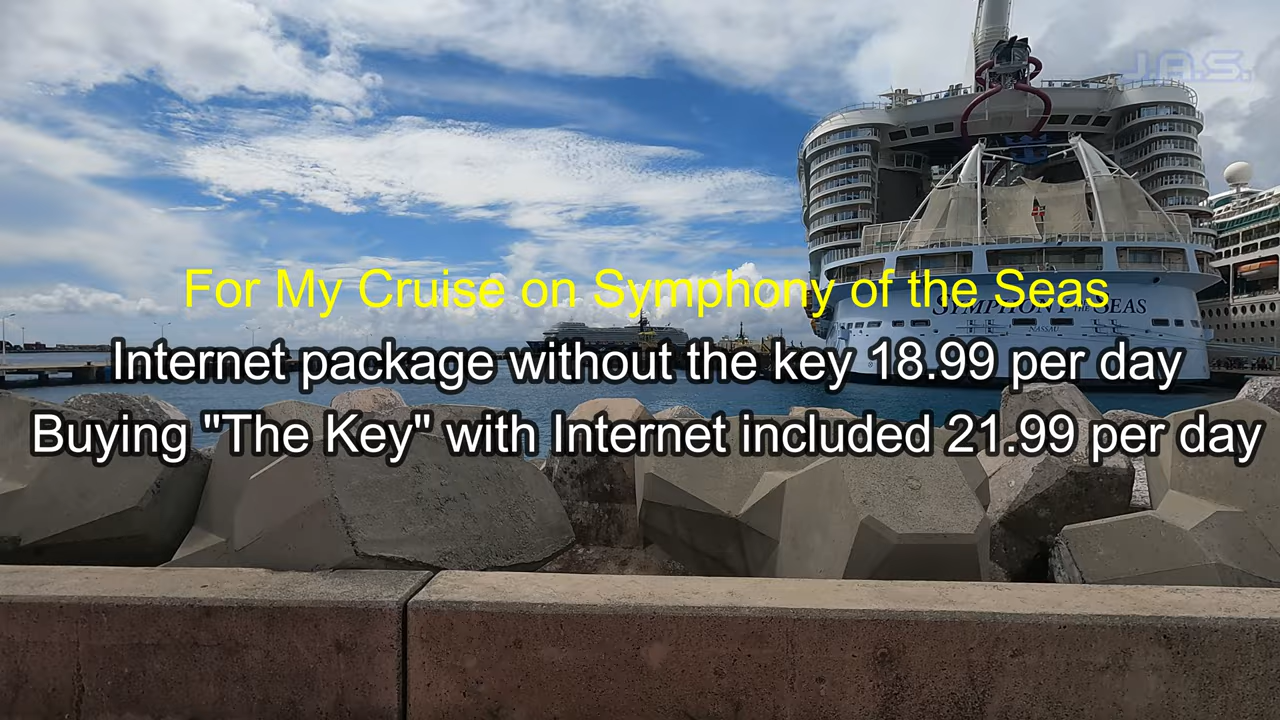 J.A.S.
For My Cruise on Symphony of the Seas
SYMPHONY OF THE SEAS
NASSAU
Internet package without the key 18.99 per day
Buying "The Key" with Internet included 21.99 per day